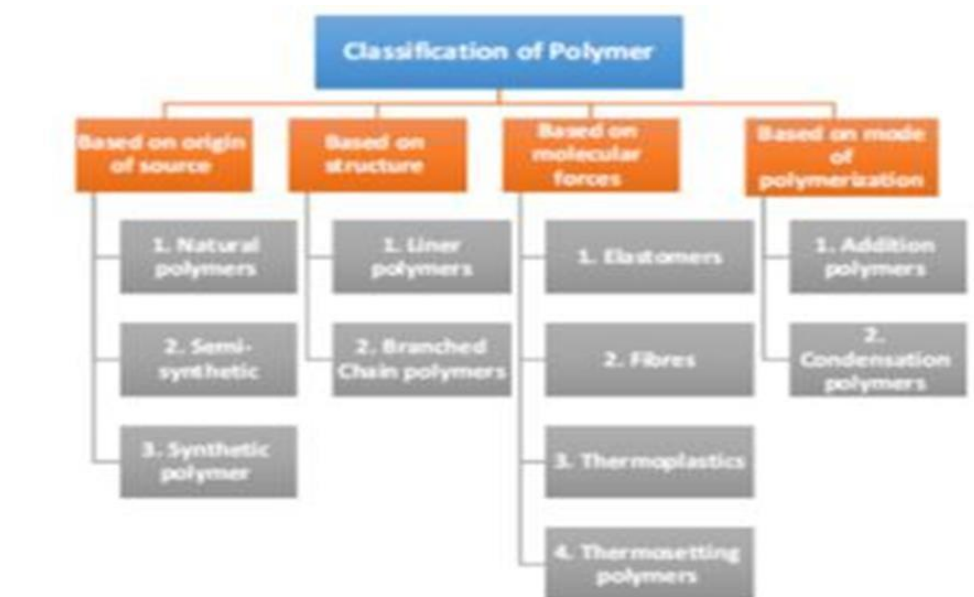 Classification of Polymer
Based on origin
of source
1. Natural
polymers
2. Semi-
synthetic
3. Synthetic
polymer
Based on
structure
1. Liner
polymers
2. Branched
Chain polymers
Based on
molecular
forces
1. Elastomers
2. Fibres
3. Thermoplastics
4. Thermosetting
polymers
Based on mode
of
polymerization
1. Addition
polymers
2.
Condensation
polymers